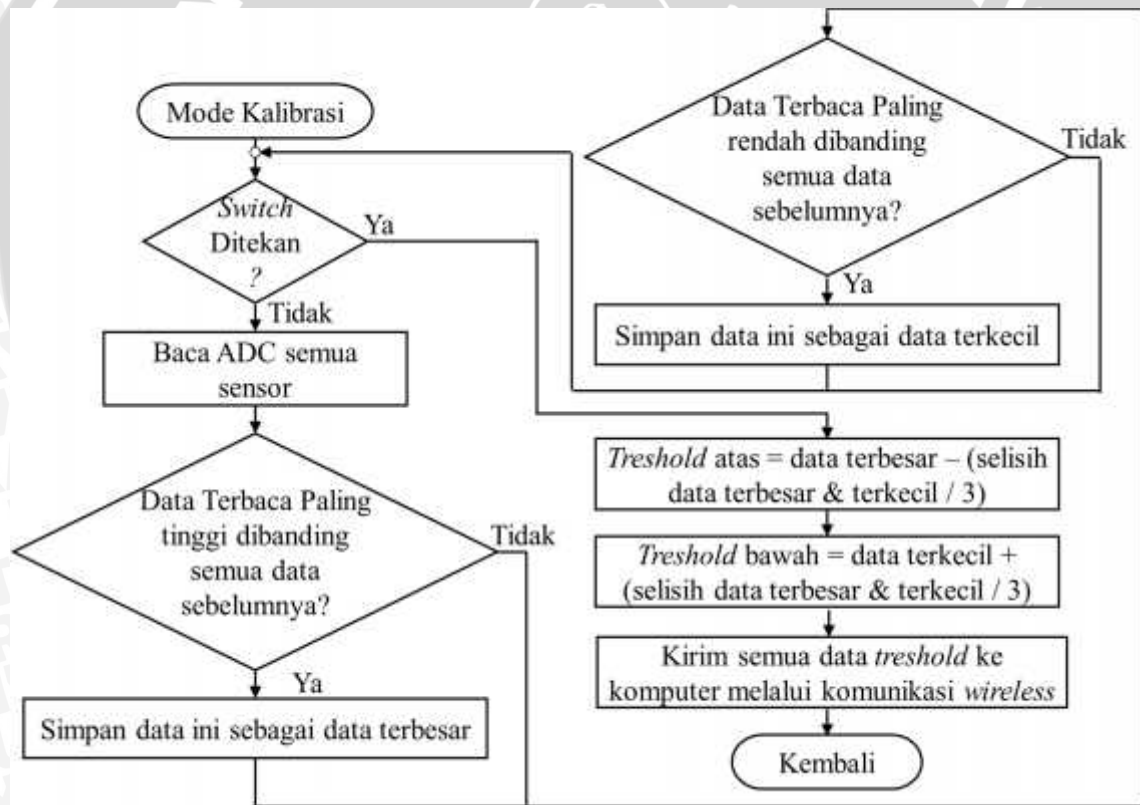 Mode Kalibrasi
Switch
Ditekan
?
Ya
Tidak
Baca ADC semua
sensor
Data Terbaca Paling
tinggi dibanding
semua data
sebelumnya?
Tidak
Ya
Simpan data ini sebagai data terbesar
Data Terbaca Paling
rendah dibanding
semua data
sebelumnya?
Tidak
Ya
Simpan data ini sebagai data terkecil
Treshold atas = data terbesar – (selisih
data terbesar & terkecil / 3)
Treshold bawah = data terkecil +
(selisih data terbesar & terkecil / 3)
Kirim semua data treshold ke
komputer melalui komunikasi wireless
Kembali